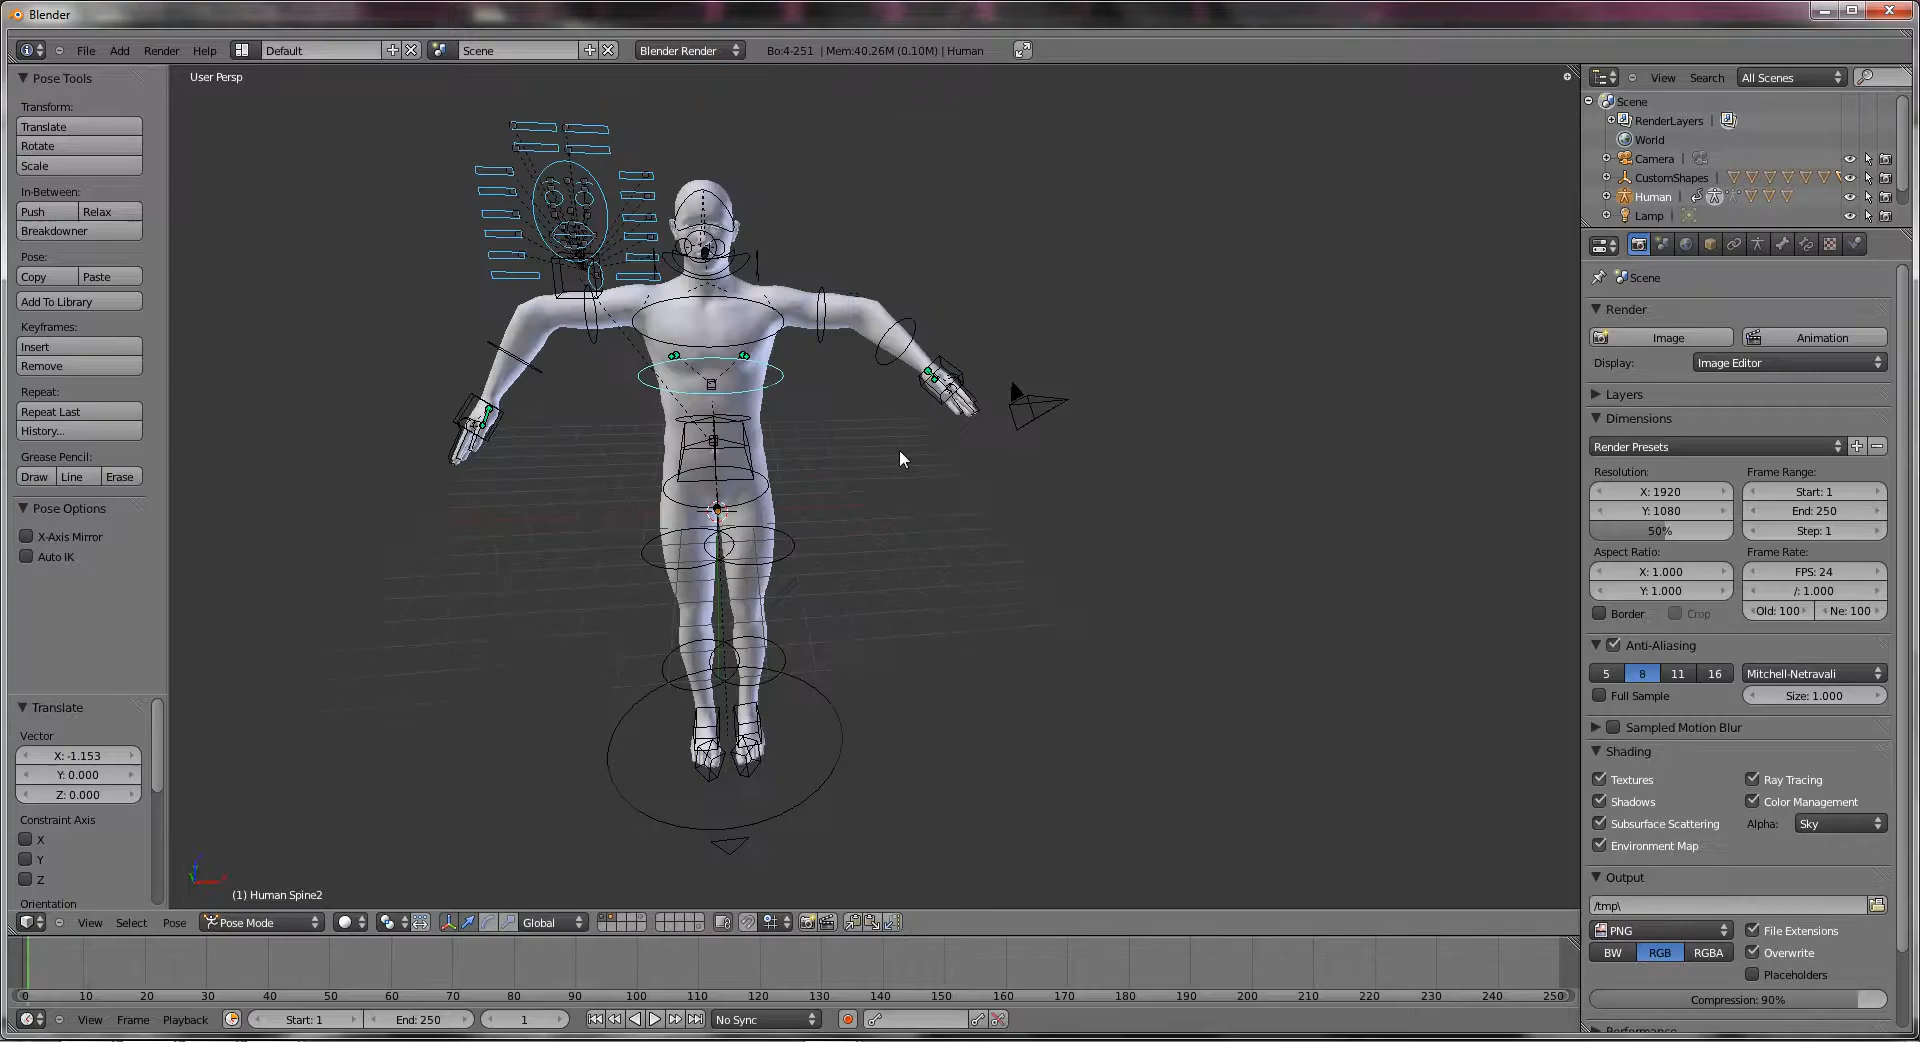 Blender
File Add Render Help Default Scene Blender Render Bo:4-251 | Mem:40.26M (0.10M) | Human
Pose Tools
Transform:
Translate
Rotate
Scale
In-Between:
Push Relax
Breakdowner
Pose:
Copy Paste
Add To Library
Keyframes:
Insert
Remove
Repeat:
Repeat Last
History...
Grease Pencil:
Draw Line Erase
Pose Options
X-Axis Mirror
Auto IK
Translate
Vector
X: -1.153
Y: 0.000
Z: 0.000
Constraint Axis
X
Y
Z
Orientation
User Persp
(1) Human Spine2
View Select Pose Pose Mode Global
0 10 20 30 40 50 60 70 80 90 100 110 120 130 140 150 160 170 180 190 200 210 220 230 240 250
View Frame Playback Start: 1 End: 250 1 No Sync
View Search All Scenes
Scene
RenderLayers |
World
Camera |
CustomShapes
Human |
Lamp |
Scene
Render
Image Animation
Display: Image Editor
Layers
Dimensions
Render Presets
Resolution: Frame Range:
X: 1920 Start: 1
Y: 1080 End: 250
50% Step: 1
Aspect Ratio: Frame Rate:
X: 1.000 FPS: 24
Y: 1.000 /: 1.000
Border Crop Old: 100 Ne: 100
Anti-Aliasing
5 8 11 16 Mitchell-Netravali
Full Sample Size: 1.000
Sampled Motion Blur
Shading
Textures Ray Tracing
Shadows Color Management
Subsurface Scattering Alpha: Sky
Environment Map
Output
/tmp\
PNG File Extensions
BW RGB RGBA Overwrite
Placeholders
Compression: 90%
Performance